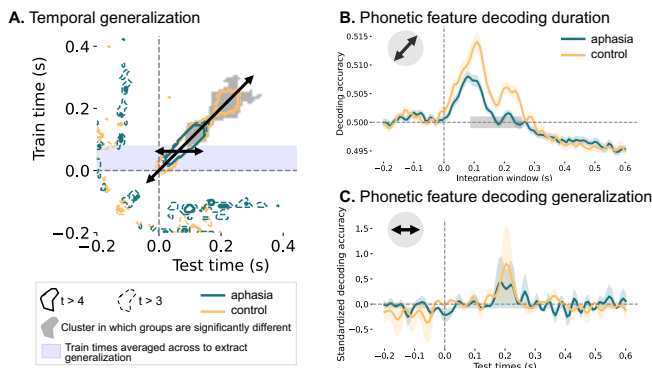 A. Temporal generalization
Train time (s)
0.4
0.2
0.0
−0.2
−0.2 0.0 0.2 0.4
Test time (s)
t > 4
t > 3
aphasia
control
Cluster in which groups are significantly different
Train times averaged across to extract
generalization
B. Phonetic feature decoding duration
aphasia
control
Decoding accuracy
0.515
0.510
0.505
0.500
0.495
−0.2 −0.1 0.0 0.1 0.2 0.3 0.4 0.5 0.6
Integration window (s)
C. Phonetic feature decoding generalization
Standardized decoding accuracy
1.5
1.0
0.5
0.0
−0.5
−0.2 −0.1 0.0 0.1 0.2 0.3 0.4 0.5 0.6
Test times (s)